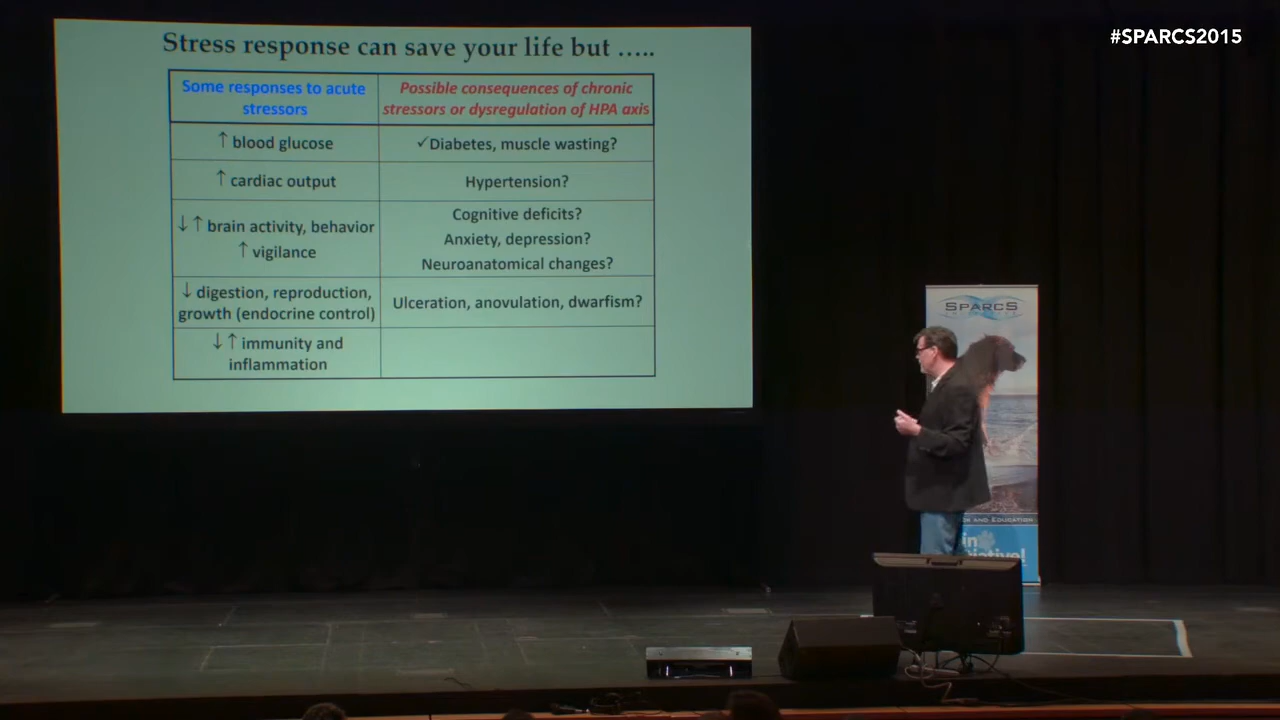 #SPARCS2015
Stress response can save your life but .....
Some responses to acute
stressors
Possible consequences of chronic
stressors or dysregulation of HPA axis
↑ blood glucose
✓Diabetes, muscle wasting?
↑ cardiac output
Hypertension?
↓↑ brain activity, behavior
↑ vigilance
Cognitive deficits?
Anxiety, depression?
Neuroanatomical changes?
↓ digestion, reproduction,
growth (endocrine control)
Ulceration, anovulation, dwarfism?
↓↑ immunity and
inflammation
SPARCS
AND EDUCATION